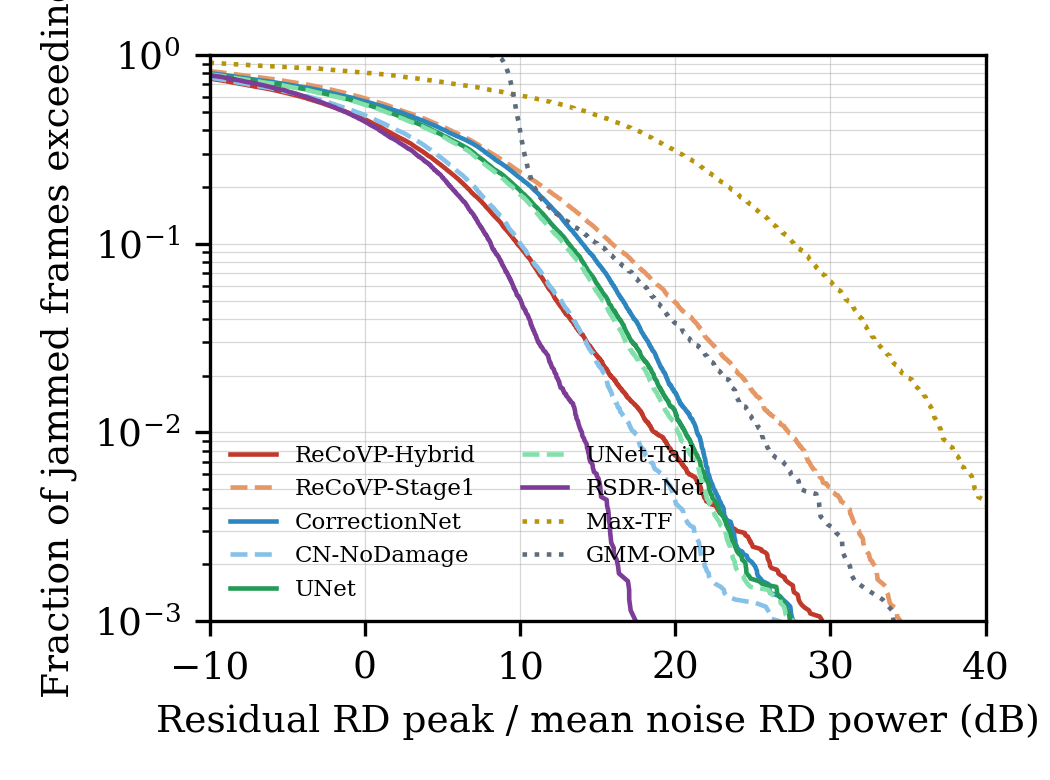 Fraction of jammed frames exceeding
10⁰
10⁻¹
10⁻²
10⁻³
ReCoVP-Hybrid
ReCoVP-Stage1
CorrectionNet
CN-NoDamage
UNet
UNet-Tail
RSDR-Net
Max-TF
GMM-OMP
−10 0 10 20 30 40
Residual RD peak / mean noise RD power (dB)